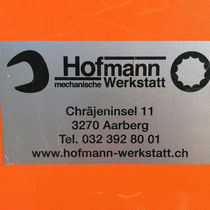 Hofmann
mechanische Werkstatt
Chräjeninsel 11
3270 Aarberg
Tel. 032 392 80 01
www.hofmann-werkstatt.ch